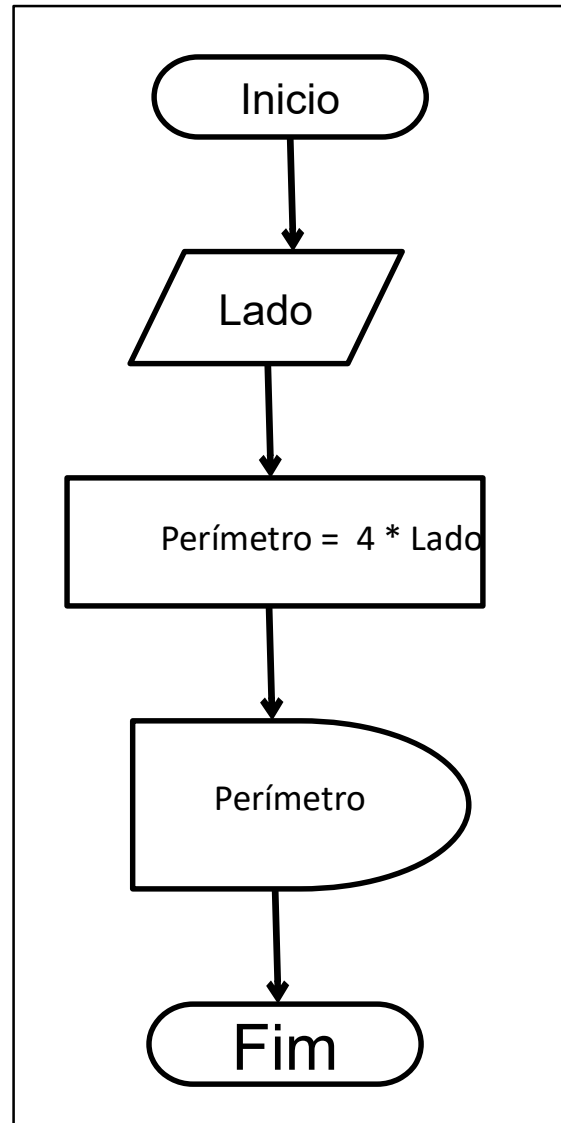 Inicio
Lado
Perímetro =  4 * Lado
Perímetro
Fim